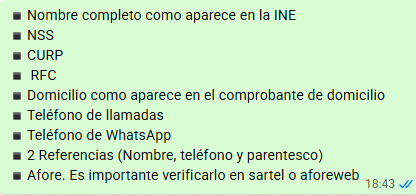 ▪ Nombre completo como aparece en la INE
▪ NSS
▪ CURP
▪ RFC
▪ Domicilio como aparece en el comprobante de domicilio
▪ Teléfono de llamadas
▪ Teléfono de WhatsApp
▪ 2 Referencias (Nombre, teléfono y parentesco)
▪ Afore. Es importante verificarlo en sartel o aforeweb
18:43